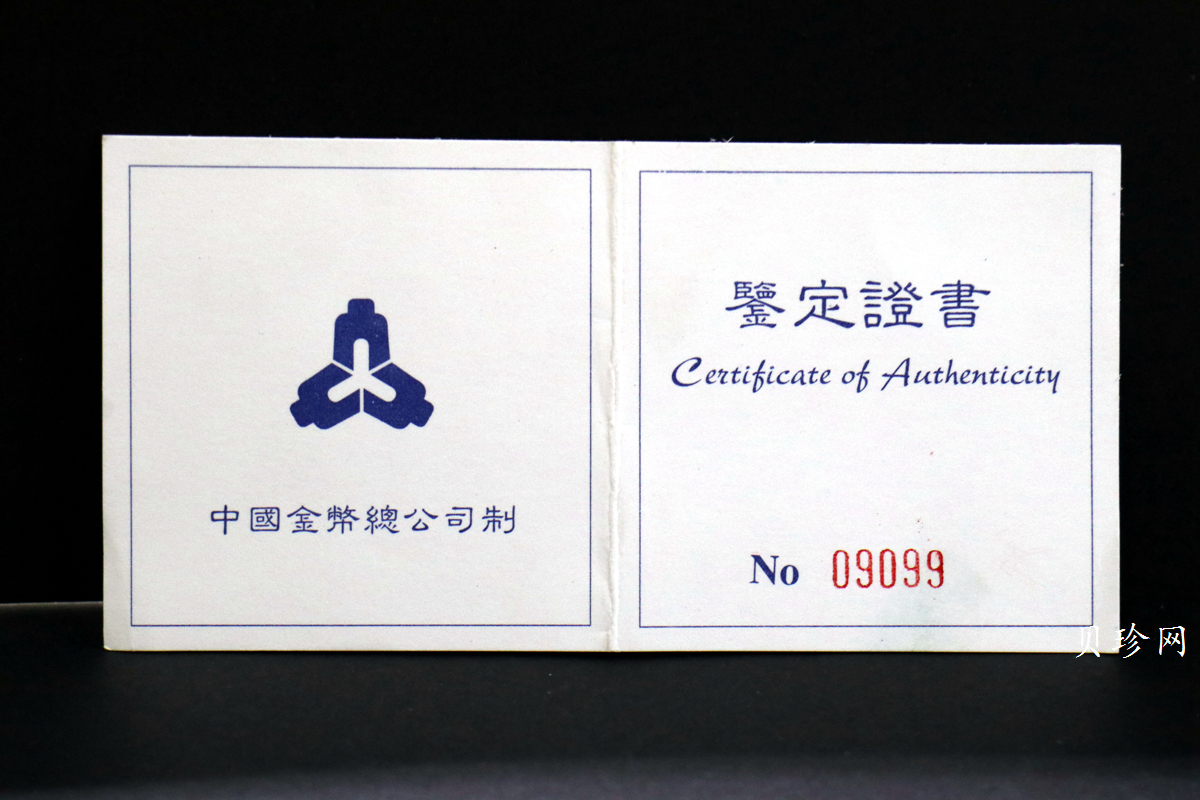 中國金幣總公司制
鑒定證書
Certificate of Authenticity
No 09099
贝珍网